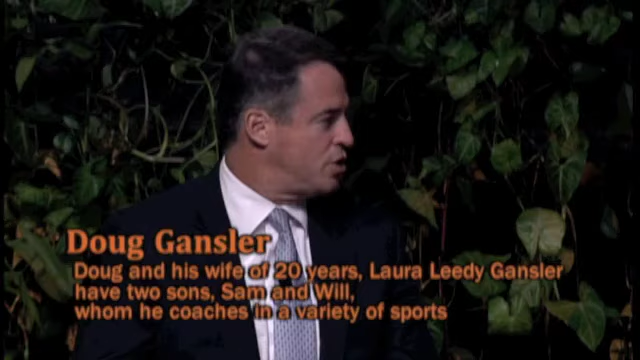 Doug Gansler
Doug and his wife of 20 years, Laura Leedy Gansler
have two sons, Sam and Will,
whom he coaches in a variety of sports